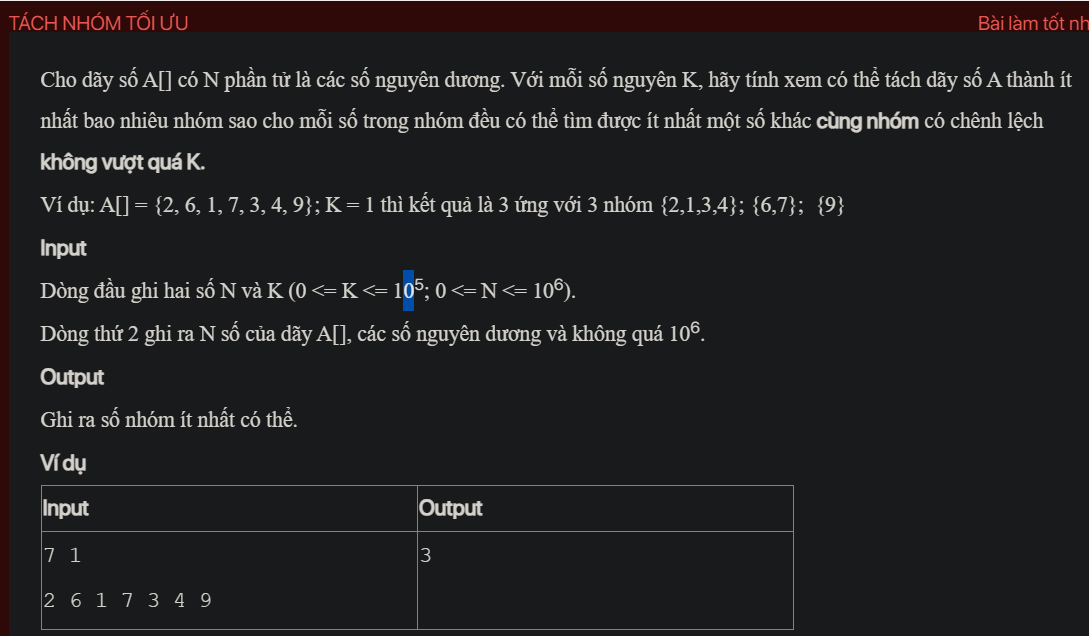 TÁCH NHÓM TỐI ƯU
Bài làm tốt nh
Cho dãy số A[] có N phần tử là các số nguyên dương. Với mỗi số nguyên K, hãy tính xem có thể tách dãy số A thành ít
nhất bao nhiêu nhóm sao cho mỗi số trong nhóm đều có thể tìm được ít nhất một số khác cùng nhóm có chênh lệch
không vượt quá K.
Ví dụ: A[] = {2, 6, 1, 7, 3, 4, 9}; K = 1 thì kết quả là 3 ứng với 3 nhóm {2,1,3,4}; {6,7}; {9}
Input
Dòng đầu ghi hai số N và K (0 <= K <= 10⁵; 0 <= N <= 10⁶).
Dòng thứ 2 ghi ra N số của dãy A[], các số nguyên dương và không quá 10⁶.
Output
Ghi ra số nhóm ít nhất có thể.
Ví dụ
Input Output
7 1 3
2 6 1 7 3 4 9